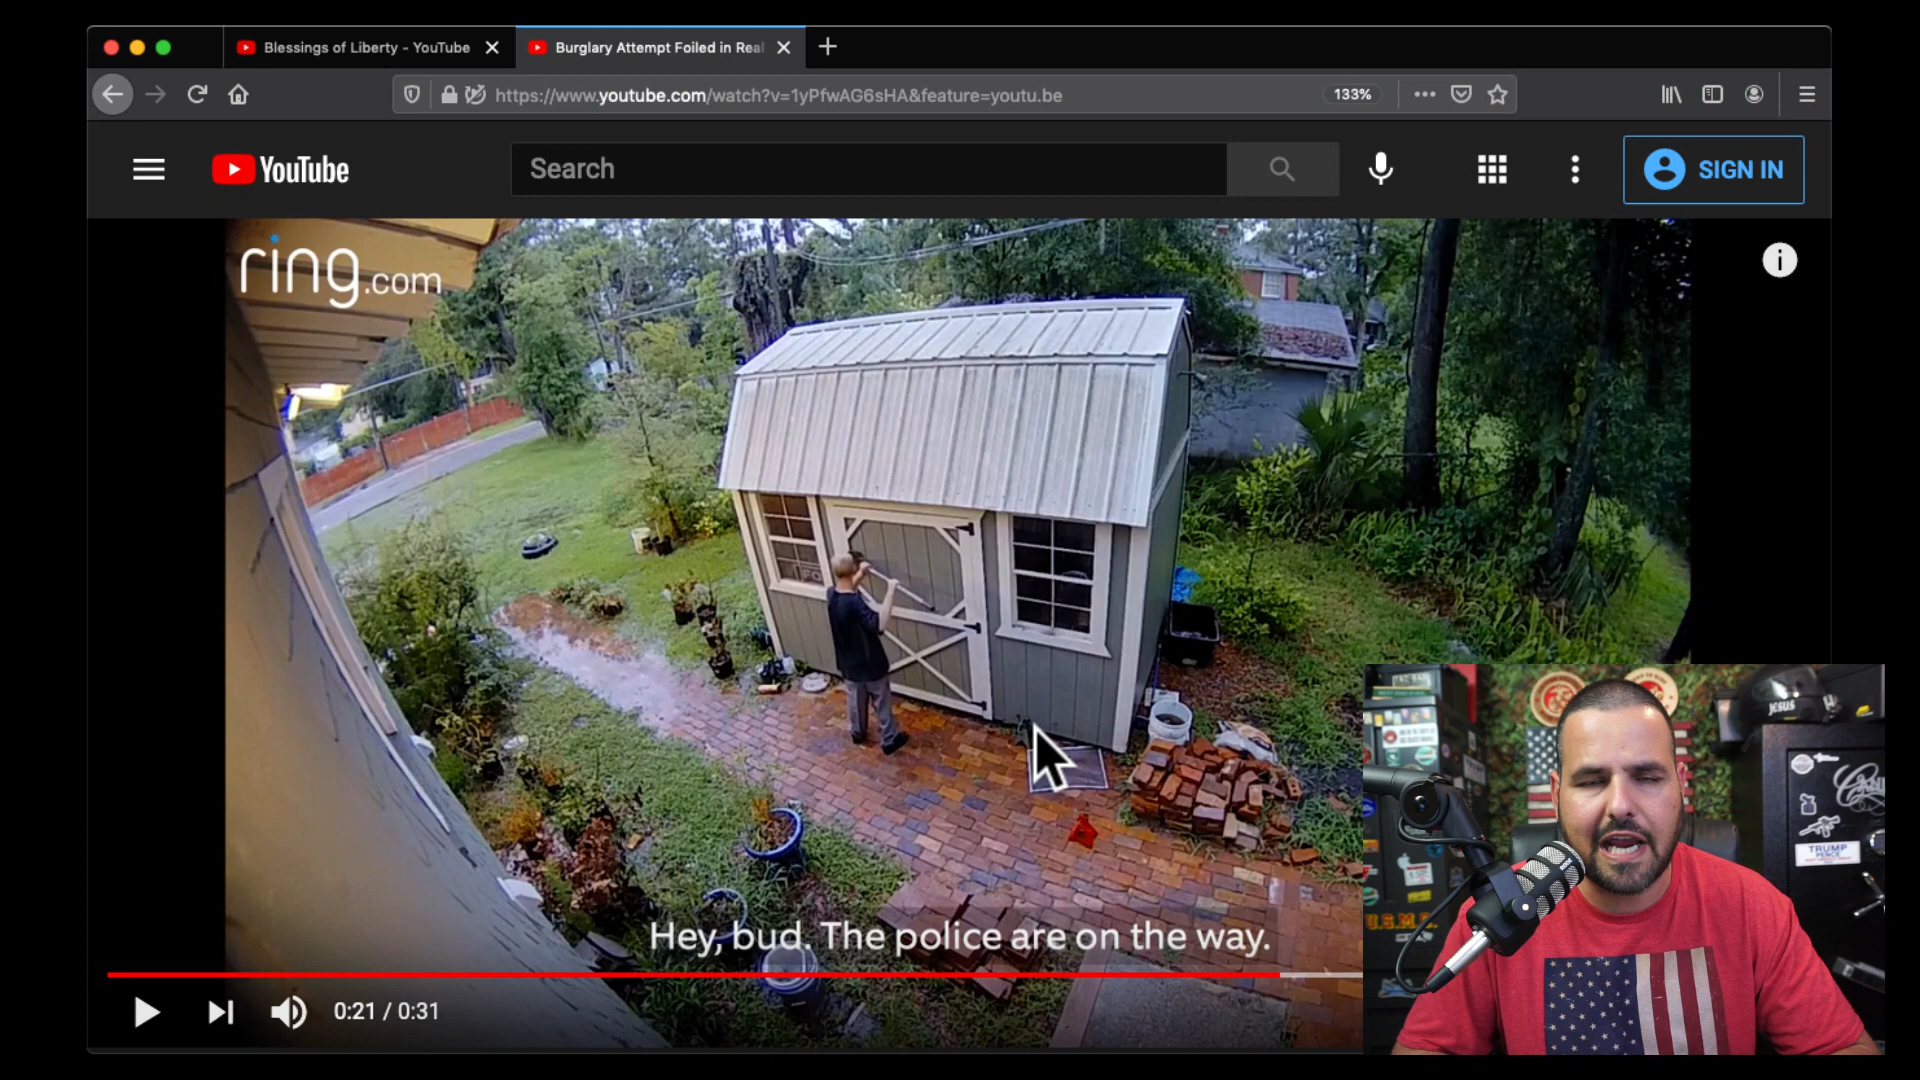 Blessings of Liberty - YouTube
Burglary Attempt Foiled in Real
https://www.youtube.com/watch?v=1yPfwAG6sHA&feature=youtu.be
133%
YouTube
Search
SIGN IN
ring.com
Hey, bud. The police are on the way.
0:21 / 0:31
Jesus
TRUMP
PENCE
U.S.M.C.